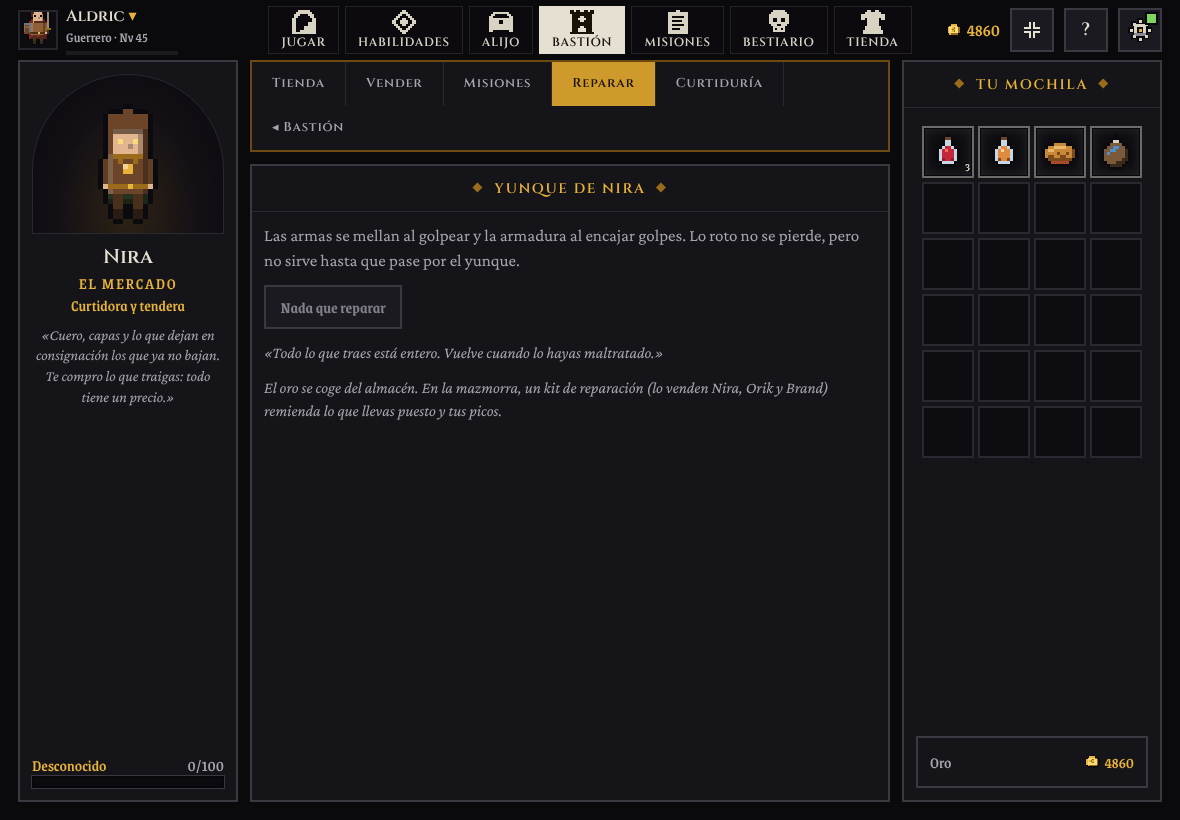 Aldric ▾
Guerrero · Nv 45
JUGAR
HABILIDADES
ALIJO
BASTIÓN
MISIONES
BESTIARIO
TIENDA
4860
?
Tienda
Vender
Misiones
Reparar
Curtiduría
◂ Bastión
Nira
EL MERCADO
Curtidora y tendera
«Cuero, capas y lo que dejan en
consignación los que ya no bajan.
Te compro lo que traigas: todo
tiene un precio.»
Desconocido 0/100
◆ YUNQUE DE NIRA ◆
Las armas se mellan al golpear y la armadura al encajar golpes. Lo roto no se pierde, pero
no sirve hasta que pase por el yunque.
Nada que reparar
«Todo lo que traes está entero. Vuelve cuando lo hayas maltratado.»
El oro se coge del almacén. En la mazmorra, un kit de reparación (lo venden Nira, Orik y Brand)
remienda lo que llevas puesto y tus picos.
◆ TU MOCHILA ◆
3
Oro 4860